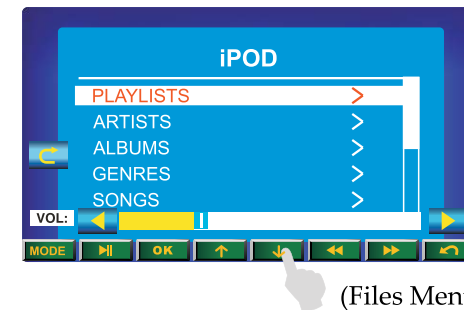 iPOD
PLAYLISTS
ARTISTS
ALBUMS
GENRES
SONGS
VOL:
MODE OK
(Files Menu